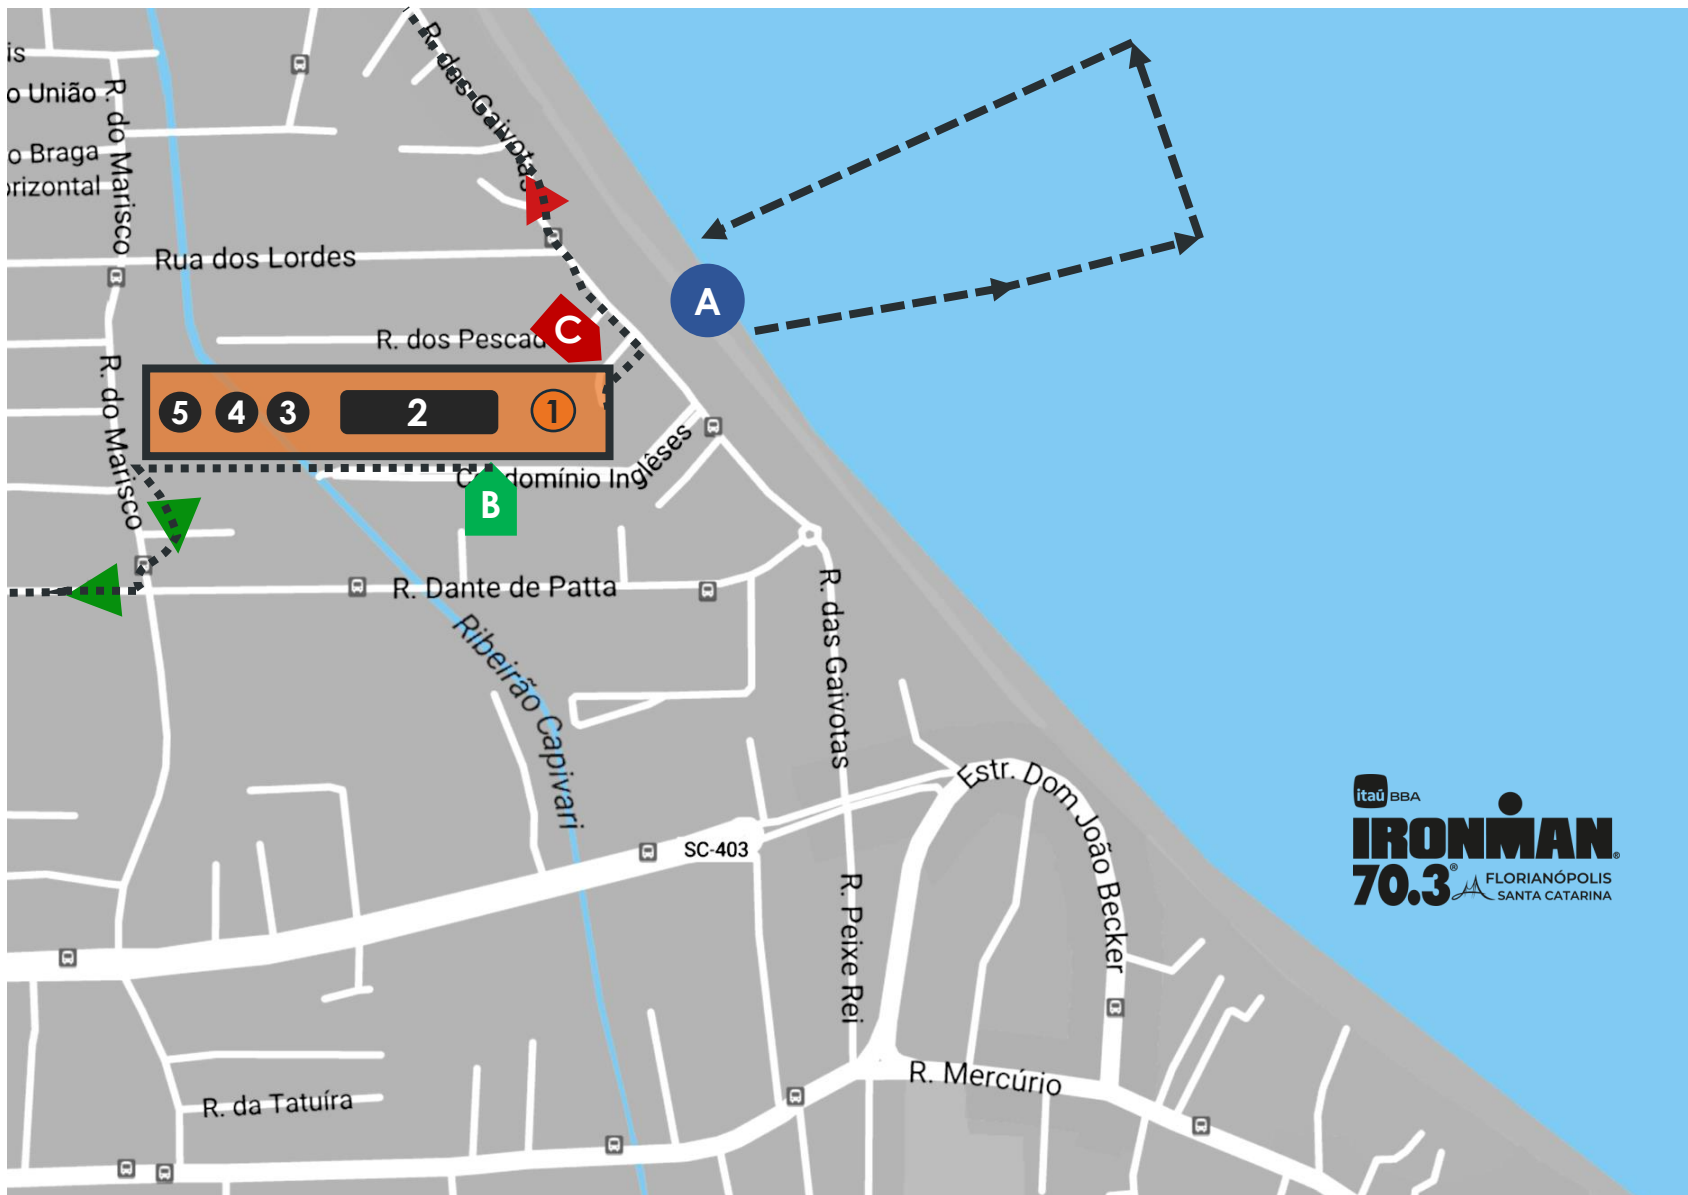 is
o União
o Braga
orizontal
R. do Marisco
R. das Gaivotas
Rua dos Lordes
A
C
R. dos Pescad
5
4
3
2
1
R. do Marisco
Condomínio Inglêses
B
R. Dante de Patta
Ribeirão Capivari
R. das Gaivotas
Estr. Dom João Becker
SC-403
R. Peixe Rei
itaú BBA
IRONMAN®
70.3® FLORIANÓPOLIS
SANTA CATARINA
R. Mercúrio
R. da Tatuíra